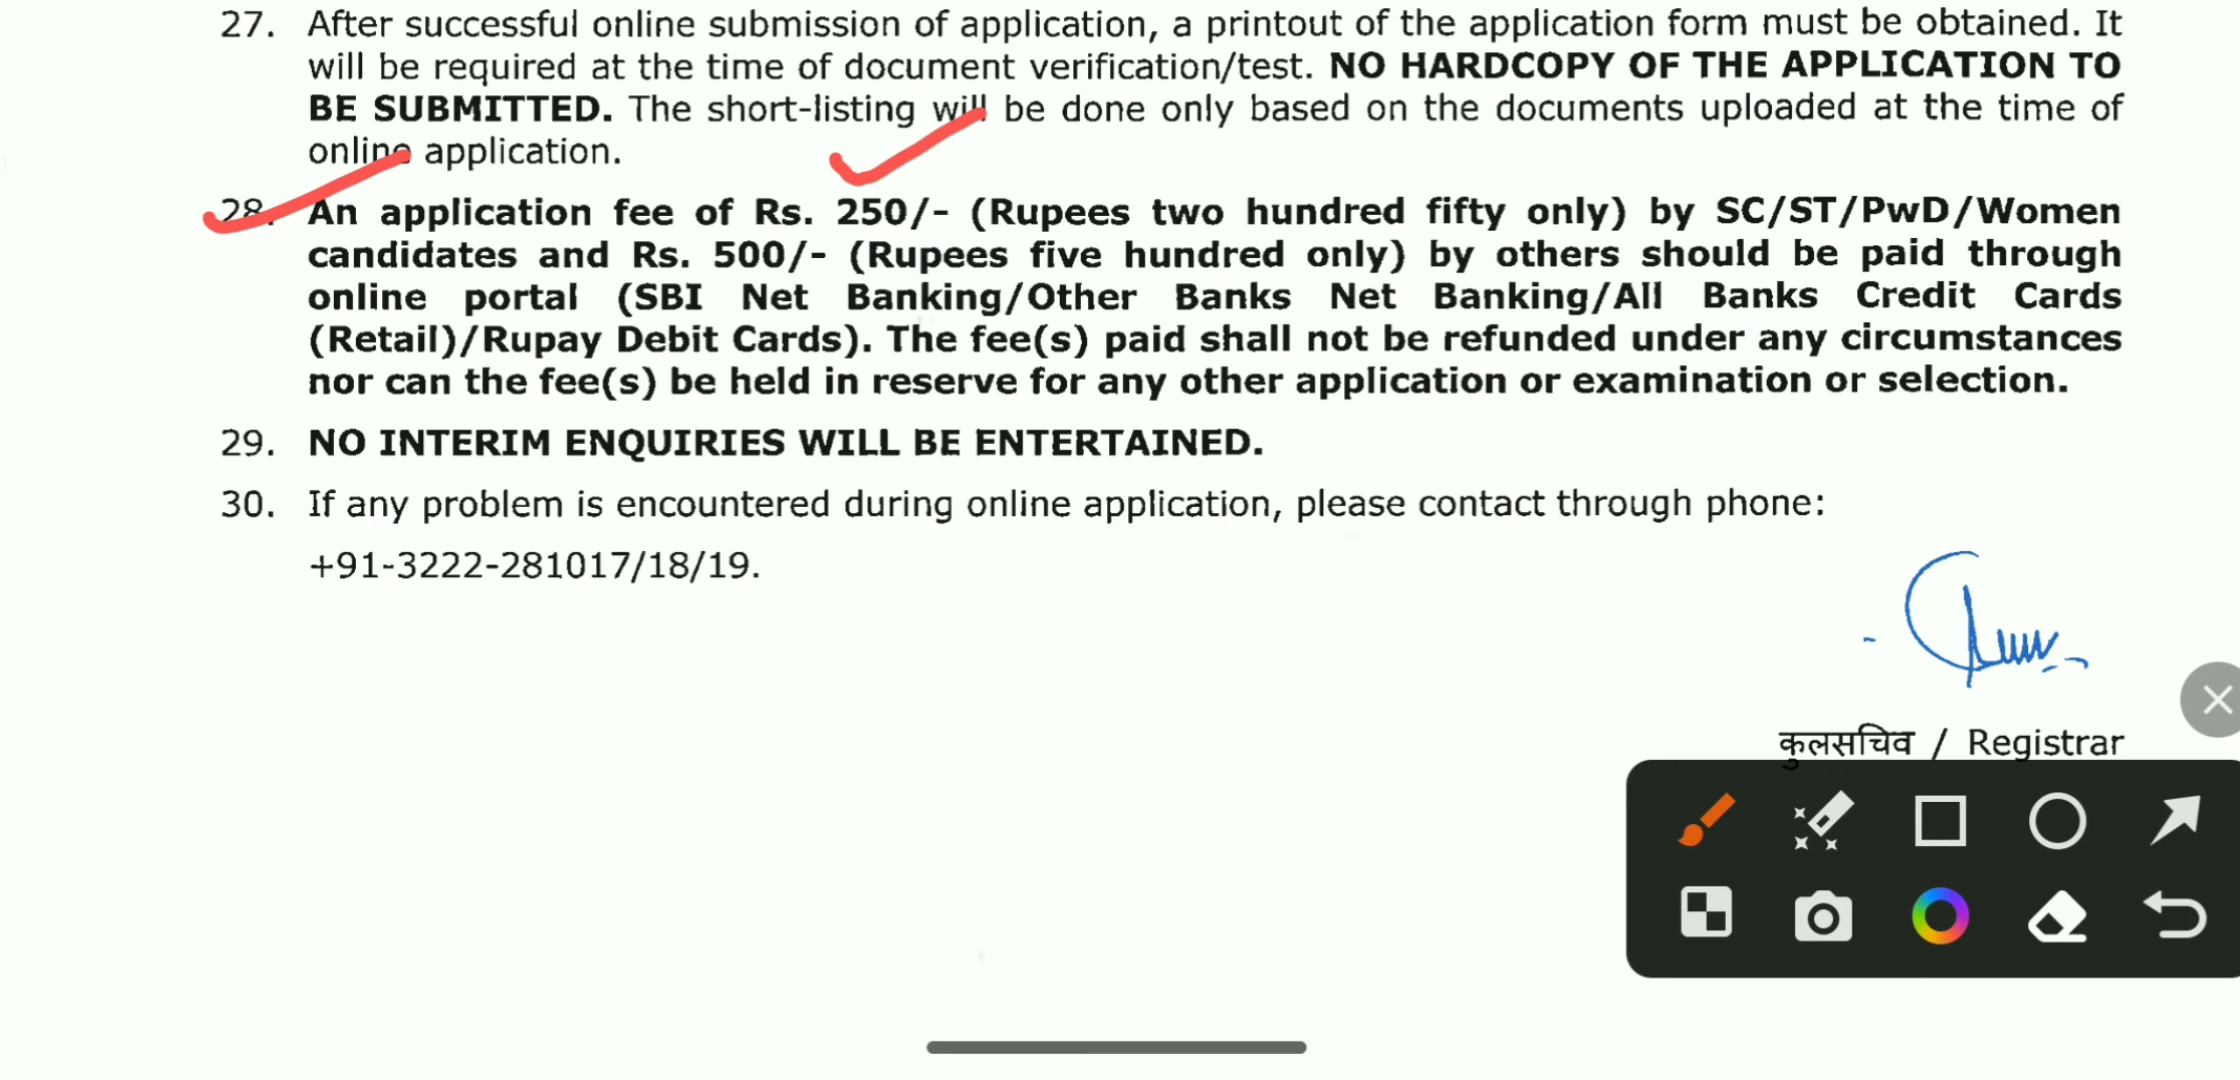 27. After successful online submission of application, a printout of the application form must be obtained. It
will be required at the time of document verification/test. NO HARDCOPY OF THE APPLICATION TO
BE SUBMITTED. The short-listing will be done only based on the documents uploaded at the time of
online application.
28. An application fee of Rs. 250/- (Rupees two hundred fifty only) by SC/ST/PwD/Women
candidates and Rs. 500/- (Rupees five hundred only) by others should be paid through
online portal (SBI Net Banking/Other Banks Net Banking/All Banks Credit Cards
(Retail)/Rupay Debit Cards). The fee(s) paid shall not be refunded under any circumstances
nor can the fee(s) be held in reserve for any other application or examination or selection.
29. NO INTERIM ENQUIRIES WILL BE ENTERTAINED.
30. If any problem is encountered during online application, please contact through phone:
+91-3222-281017/18/19.
कुलसचिव / Registrar